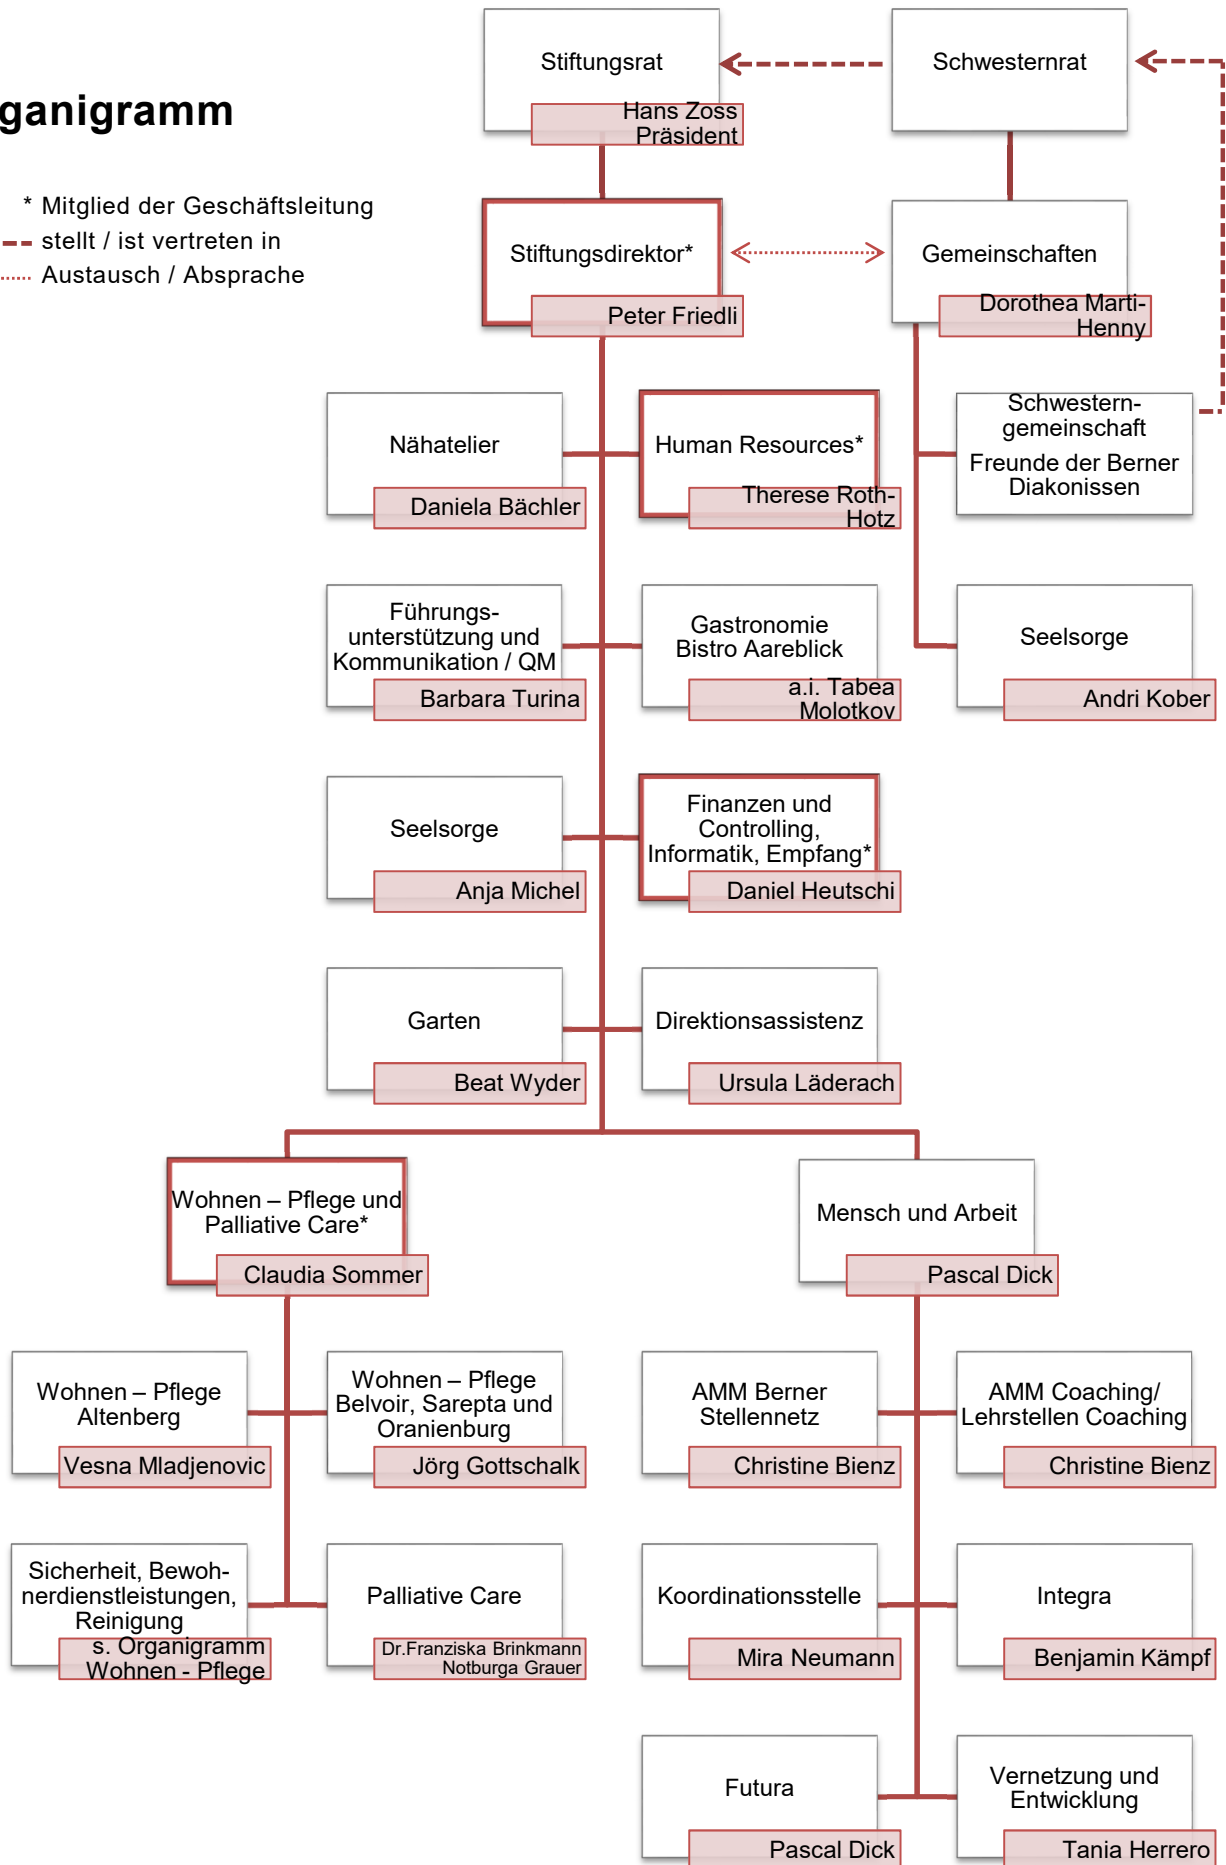 ganigramm
* Mitglied der Geschäftsleitung
stellt / ist vertreten in
Austausch / Absprache
Stiftungsrat
Hans Zoss
Präsident
Schwesternrat
Stiftungsdirektor*
Peter Friedli
Gemeinschaften
Dorothea Marti-
Henny
Nähatelier
Daniela Bächler
Human Resources*
Therese Roth-
Hotz
Schwestern-
gemeinschaft
Freunde der Berner
Diakonissen
Führungs-
unterstützung und
Kommunikation / QM
Barbara Turina
Gastronomie
Bistro Aareblick
a.i. Tabea
Molotkov
Seelsorge
Andri Kober
Seelsorge
Anja Michel
Finanzen und
Controlling,
Informatik, Empfang*
Daniel Heutschi
Garten
Beat Wyder
Direktionsassistenz
Ursula Läderach
Wohnen – Pflege und
Palliative Care*
Claudia Sommer
Mensch und Arbeit
Pascal Dick
Wohnen – Pflege
Altenberg
Vesna Mladjenovic
Wohnen – Pflege
Belvoir, Sarepta und
Oranienburg
Jörg Gottschalk
AMM Berner
Stellennetz
Christine Bienz
AMM Coaching/
Lehrstellen Coaching
Christine Bienz
Sicherheit, Bewoh-
nerdienstleistungen,
Reinigung
s. Organigramm
Wohnen - Pflege
Palliative Care
Dr.Franziska Brinkmann
Notburga Grauer
Koordinationsstelle
Mira Neumann
Integra
Benjamin Kämpf
Futura
Pascal Dick
Vernetzung und
Entwicklung
Tania Herrero